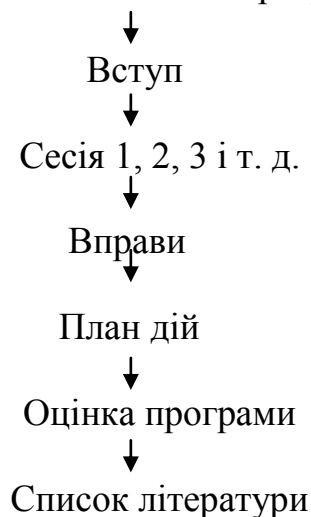 Вступ
Сесія 1, 2, 3 і т. д.
Вправи
План дій
Оцінка програми
Список літератури